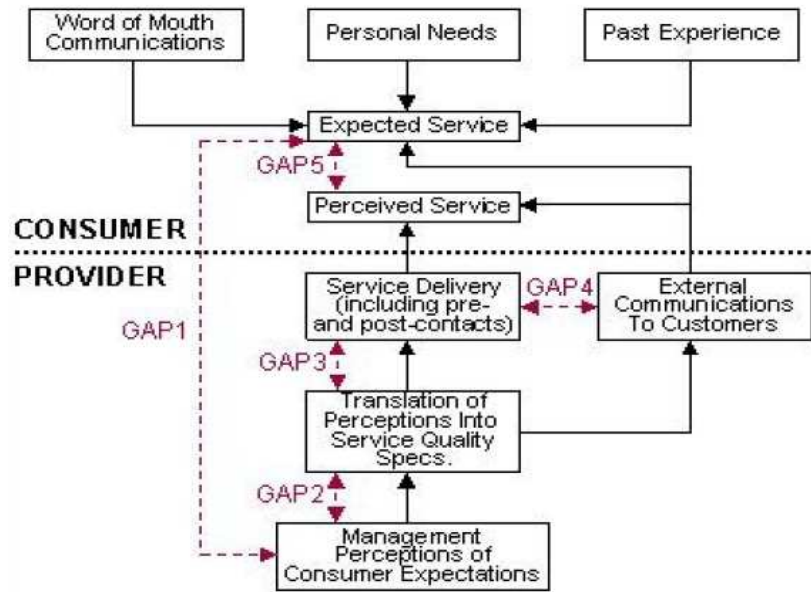 Word of Mouth
Communications
Personal Needs
Past Experience
Expected Service
GAP5
Perceived Service
CONSUMER
PROVIDER
GAP1
Service Delivery
(including pre-
and post-contacts)
GAP4
External
Communications
To Customers
GAP3
Translation of
Perceptions Into
Service Quality
Specs.
GAP2
Management
Perceptions of
Consumer Expectations